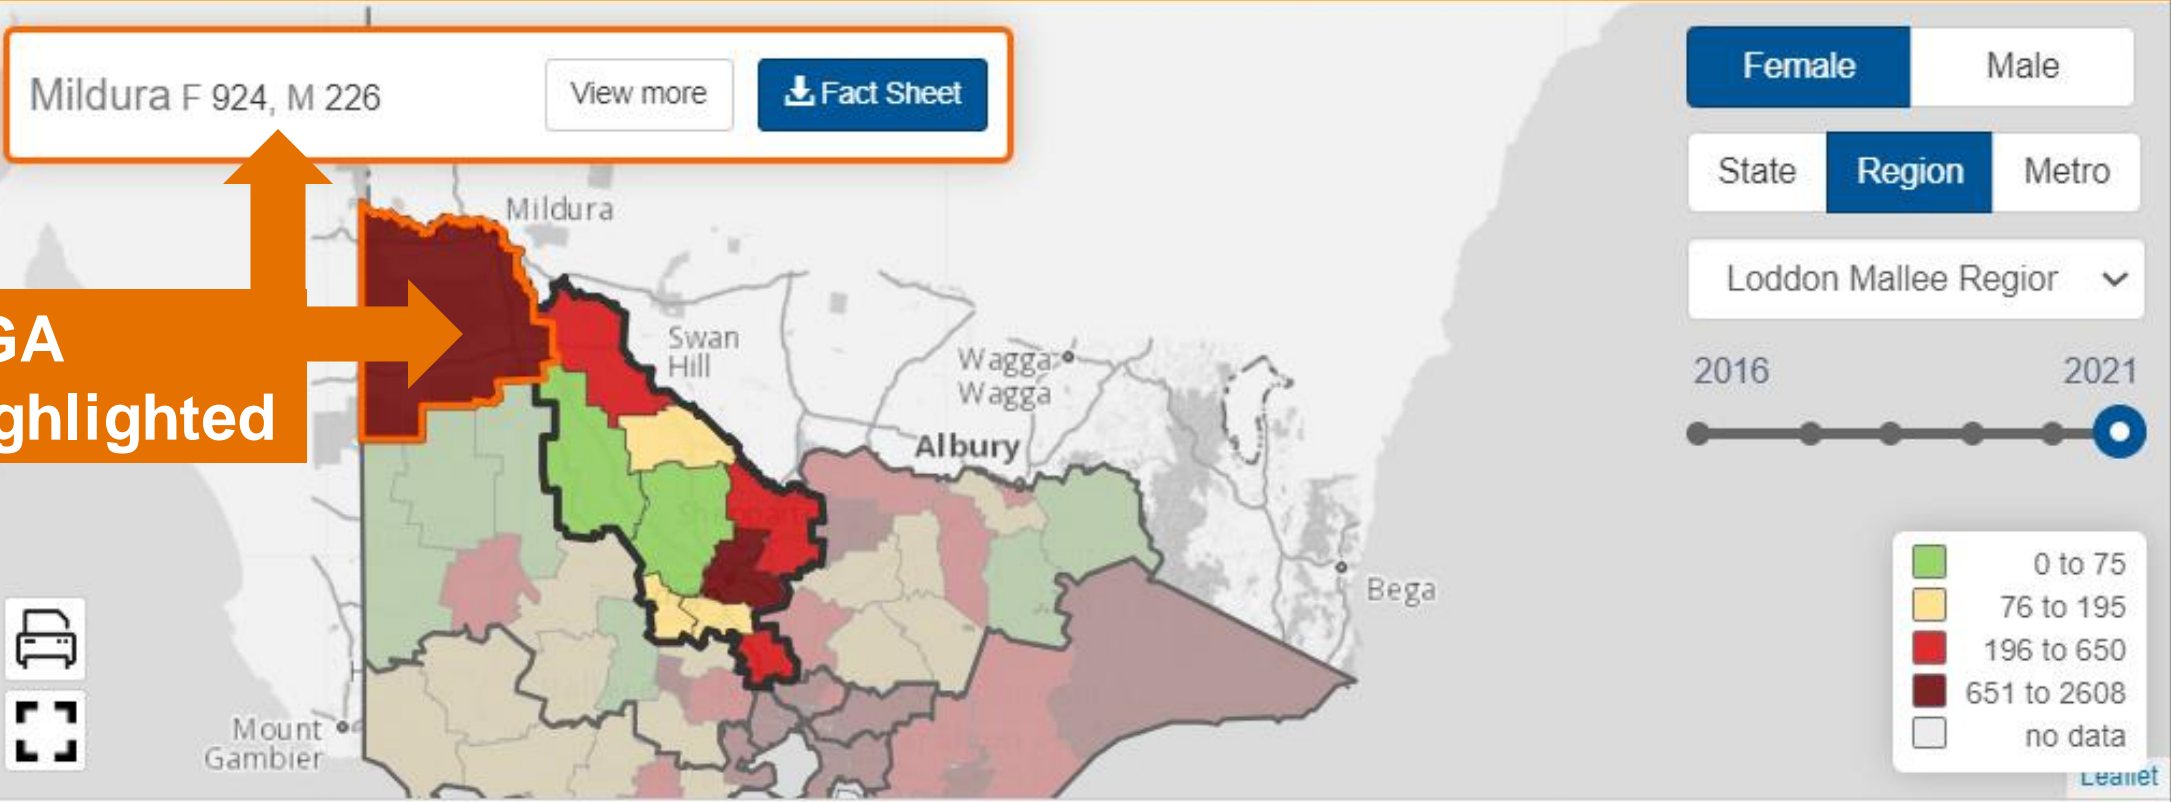 Mildura F 924, M 226
View more
Fact Sheet
Female
Male
State
Region
Metro
Loddon Mallee Region
2016
2021
GA
ghlighted
Mildura
Swan
Hill
Wagga
Wagga
Albury
Bega
Mount
Gambier
0 to 75
76 to 195
196 to 650
651 to 2608
no data
Leaflet